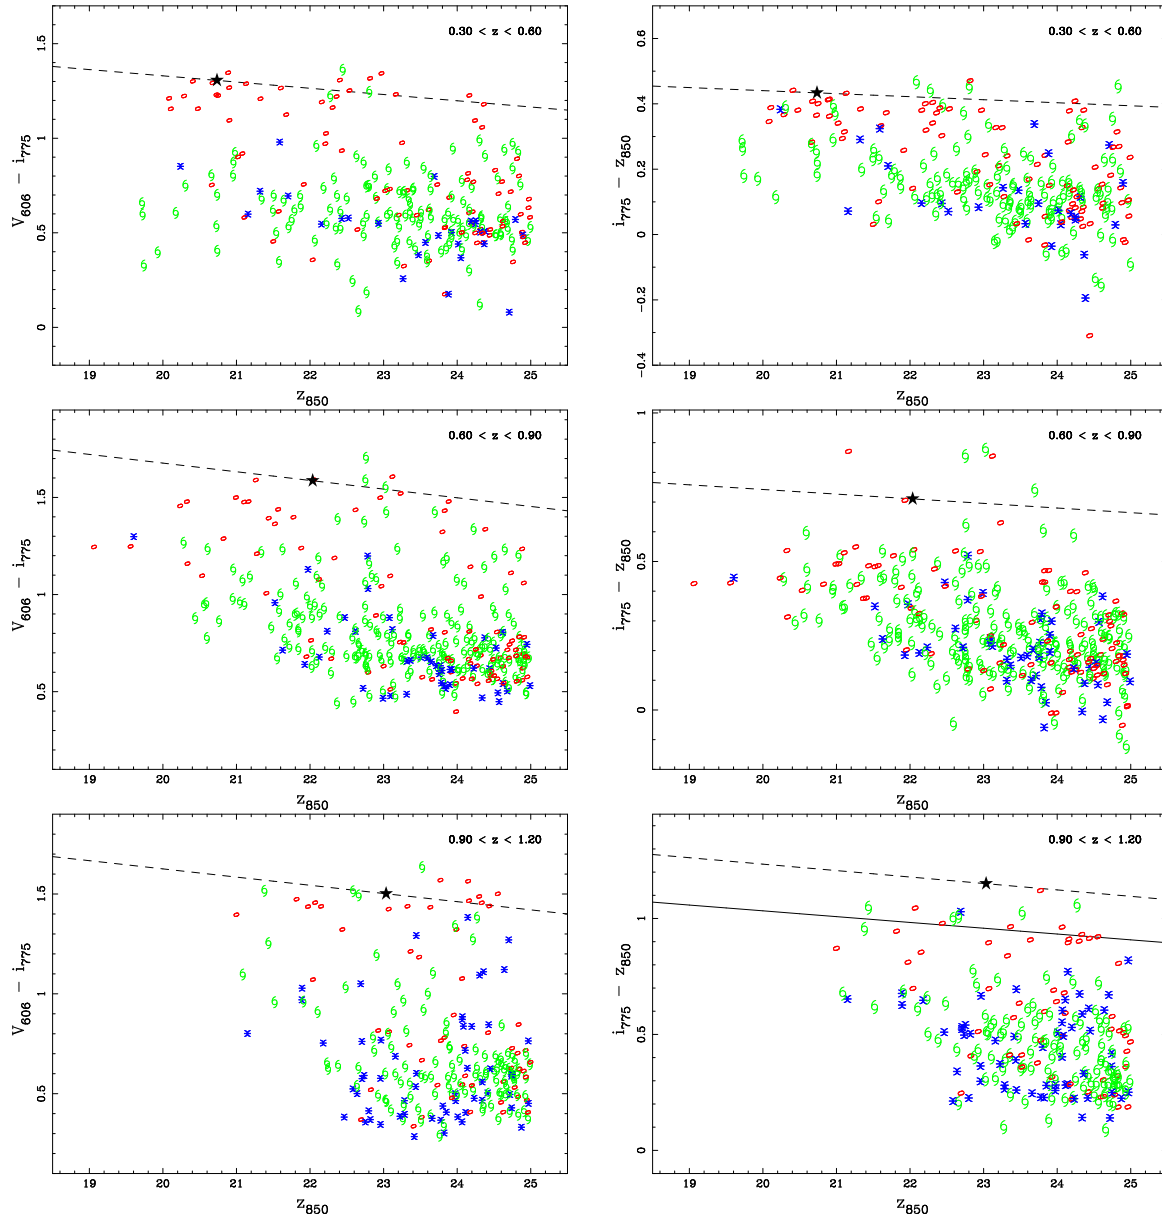 0.30 < z < 0.60
V606 − i775
0 0.5 1 1.5
19 20 21 22 23 24 25
z850
0.30 < z < 0.60
i775 − z850
−0.4 −0.2 0 0.2 0.4 0.6
19 20 21 22 23 24 25
z850
0.60 < z < 0.90
V606 − i775
0.5 1 1.5
19 20 21 22 23 24 25
z850
0.60 < z < 0.90
i775 − z850
0 0.5 1
19 20 21 22 23 24 25
z850
0.90 < z < 1.20
V606 − i775
0.5 1 1.5
19 20 21 22 23 24 25
z850
0.90 < z < 1.20
i775 − z850
0 0.5 1
19 20 21 22 23 24 25
z850